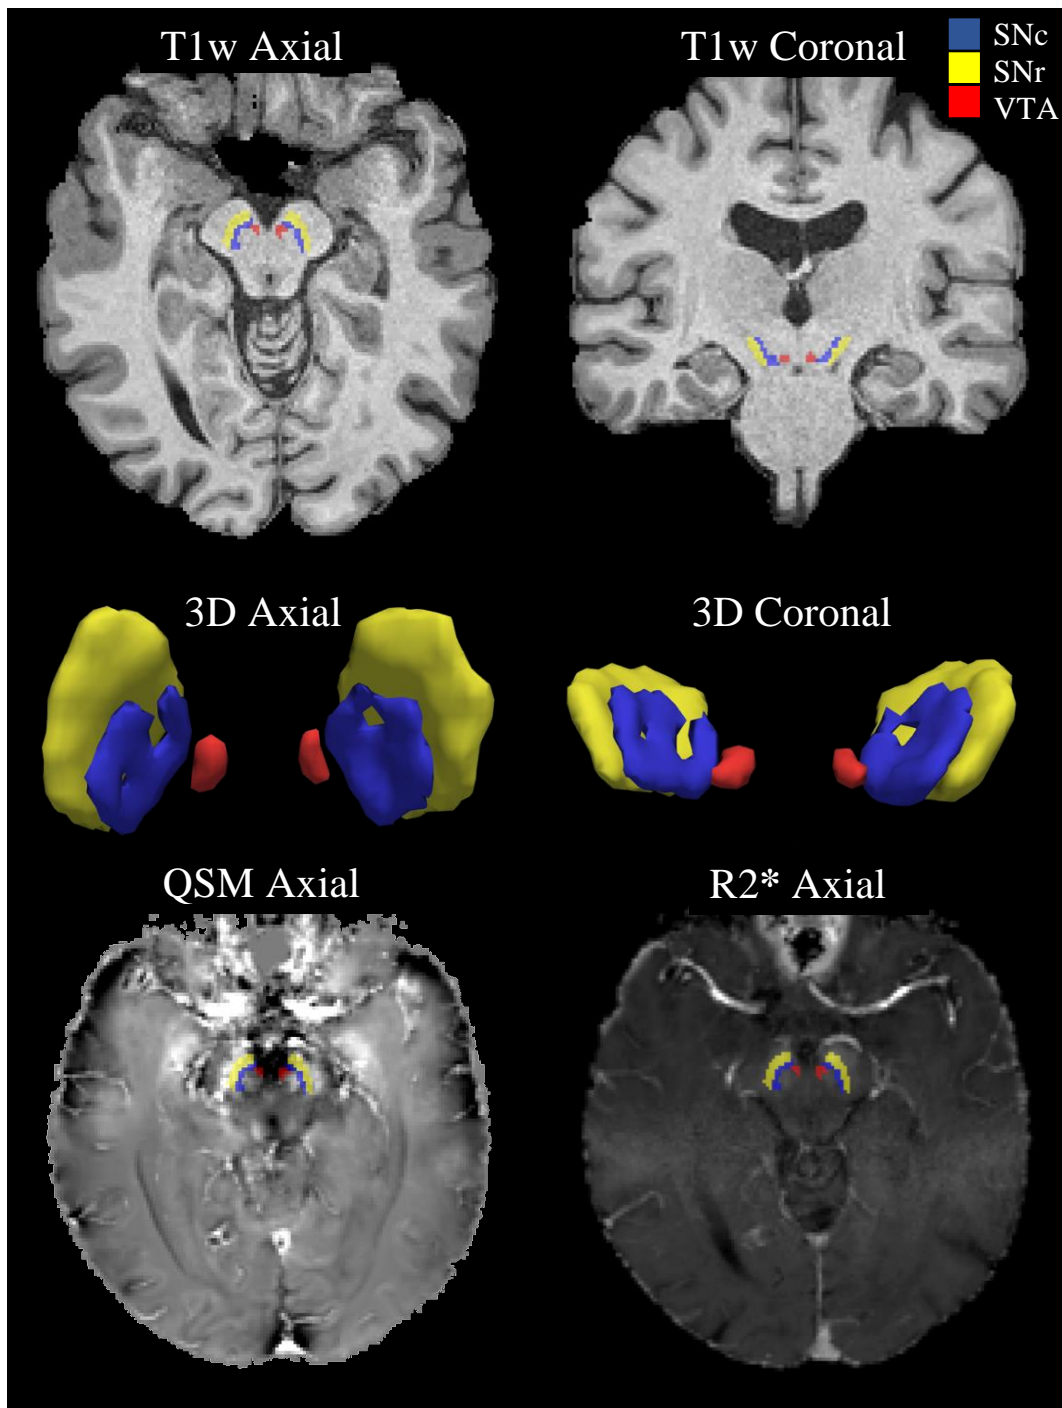 T1w Axial
T1w Coronal
SNc
SNr
VTA
3D Axial
3D Coronal
QSM Axial
R2* Axial